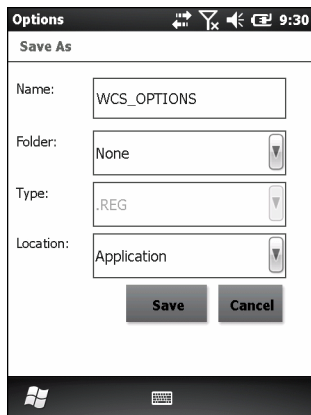 Options 9:30
Save As
Name: WCS_OPTIONS
Folder: None
Type: .REG
Location: Application
Save Cancel